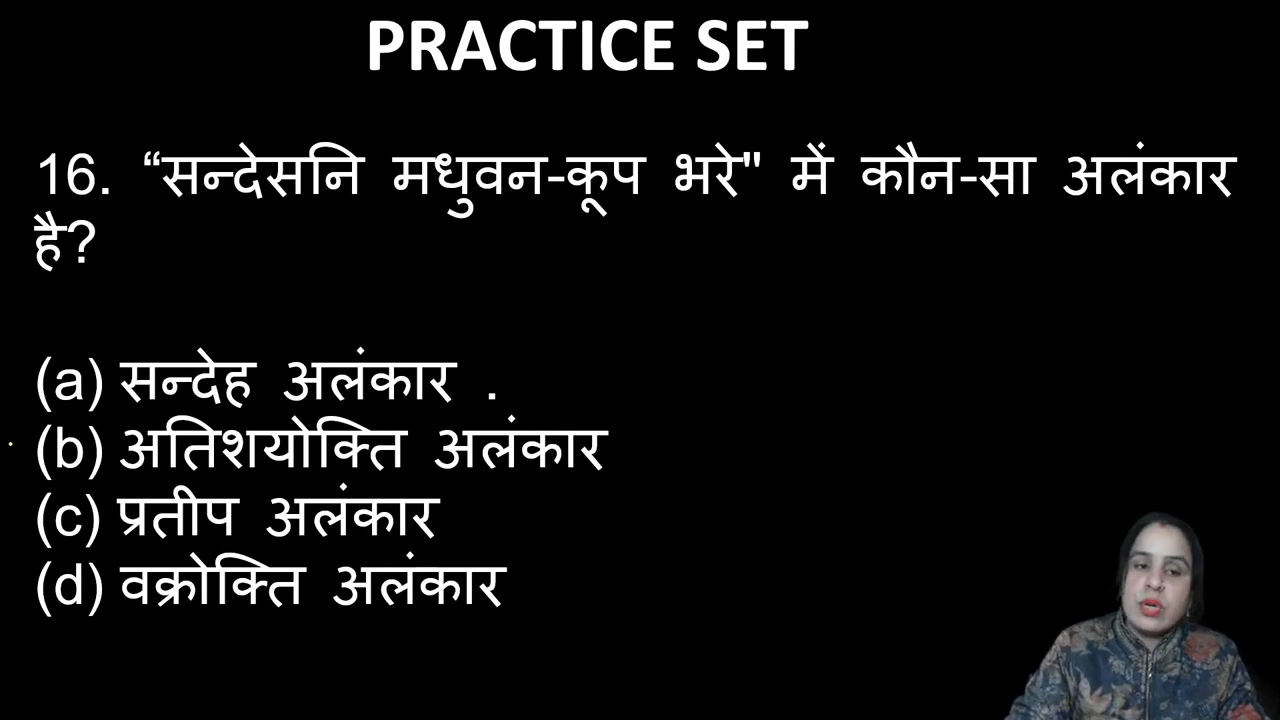 PRACTICE SET
16. “सन्देसनि मधुवन-कूप भरे" में कौन-सा अलंकार
है?
(a) सन्देह अलंकार .
(b) अतिशयोक्ति अलंकार
(c) प्रतीप अलंकार
(d) वक्रोक्ति अलंकार